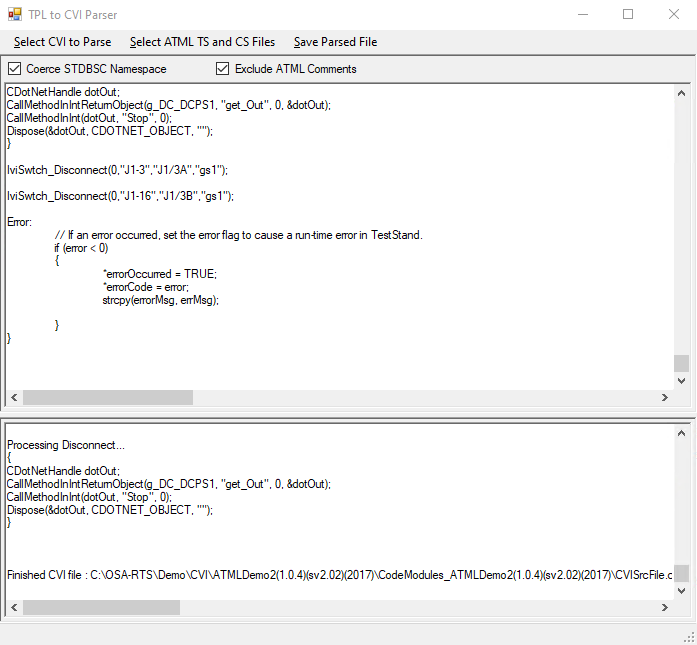 TPL to CVI Parser
Select CVI to Parse Select ATML TS and CS Files Save Parsed File
Coerce STDBSC Namespace Exclude ATML Comments
CDotNetHandle dotOut;
CallMethodInIntReturnObject(g_DC_DCPS1, "get_Out", 0, &dotOut);
CallMethodInInt(dotOut, "Stop", 0);
Dispose(&dotOut, CDOTNET_OBJECT, "");
}
IviSwtch_Disconnect(0,"J1-3","J1/3A","gs1");
IviSwtch_Disconnect(0,"J1-16","J1/3B","gs1");
Error:
// If an error occurred, set the error flag to cause a run-time error in TestStand.
if (error < 0)
{
*errorOccurred = TRUE;
*errorCode = error;
strcpy(errorMsg, errMsg);
}
}
Processing Disconnect...
{
CDotNetHandle dotOut;
CallMethodInIntReturnObject(g_DC_DCPS1, "get_Out", 0, &dotOut);
CallMethodInInt(dotOut, "Stop", 0);
Dispose(&dotOut, CDOTNET_OBJECT, "");
}
Finished CVI file : C:\OSA-RTS\Demo\CVI\ATMLDemo2(1.0.4)(sv2.02)(2017)\CodeModules_ATMLDemo2(1.0.4)(sv2.02)(2017)\CVISrcFile.c